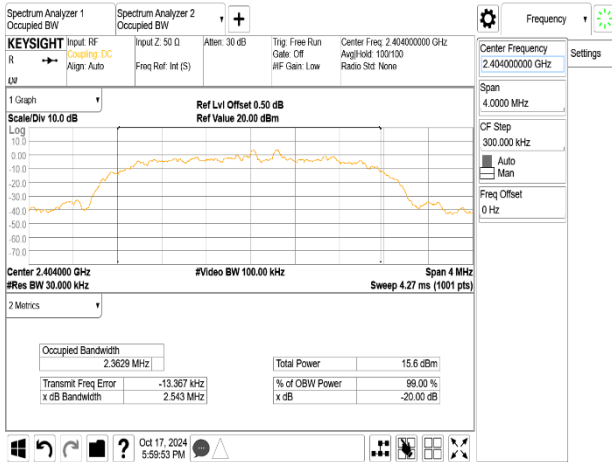 Spectrum Analyzer 1
Occupied BW
Spectrum Analyzer 2
Occupied BW
Frequency
KEYSIGHT
R
Input: RF
Coupling: DC
Align: Auto
Input Z: 50 Ω
Freq Ref: Int (S)
Atten: 30 dB
Trig: Free Run
Gate: Off
#IF Gain: Low
Center Freq: 2.404000000 GHz
Avg|Hold: 100/100
Radio Std: None
Center Frequency
2.404000000 GHz
Settings
Span
4.0000 MHz
CF Step
300.000 kHz
Auto
Man
Freq Offset
0 Hz
1 Graph
Scale/Div 10.0 dB
Ref Lvl Offset 0.50 dB
Ref Value 20.00 dBm
Log
10.0
0.00
-10.0
-20.0
-30.0
-40.0
-50.0
-60.0
-70.0
Center 2.404000 GHz
#Res BW 30.000 kHz
#Video BW 100.00 kHz
Span 4 MHz
Sweep 4.27 ms (1001 pts)
2 Metrics
Occupied Bandwidth
2.3629 MHz
Total Power 15.6 dBm
Transmit Freq Error -13.367 kHz
% of OBW Power 99.00 %
x dB Bandwidth 2.543 MHz
x dB -20.00 dB
?
Oct 17, 2024
5:59:53 PM